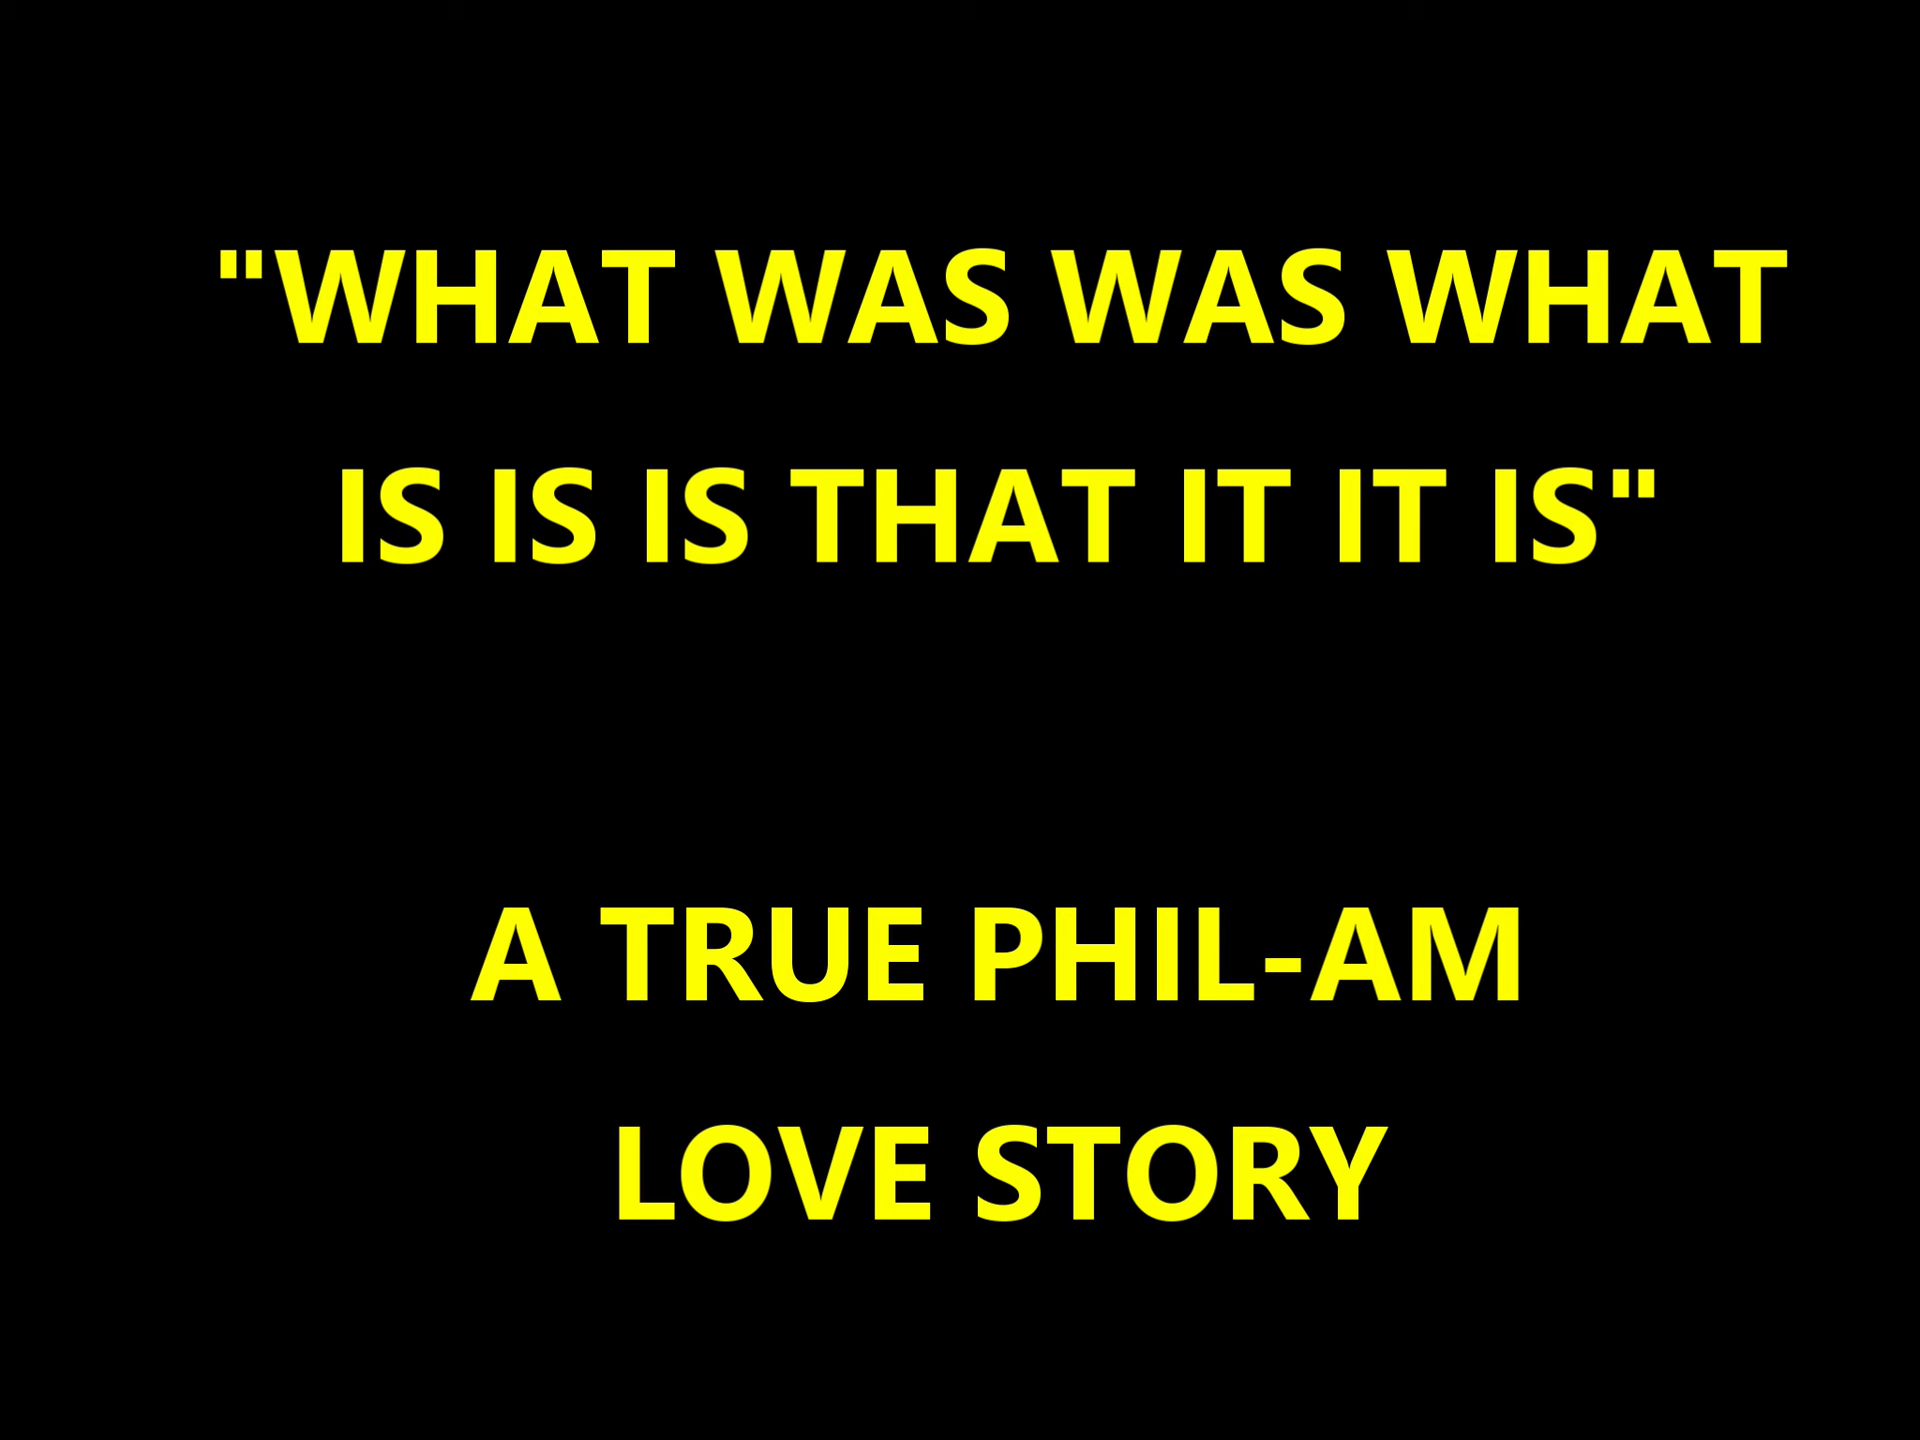 "WHAT WAS WAS WHAT
IS IS IS THAT IT IT IS"
A TRUE PHIL-AM
LOVE STORY